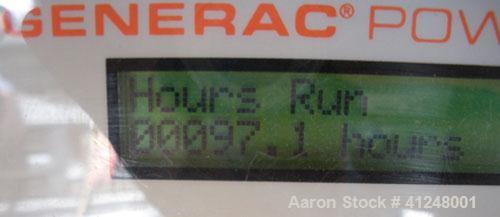 GENERAC® POW
Hours Run
00097.1 hours
Aaron Stock # 41248001